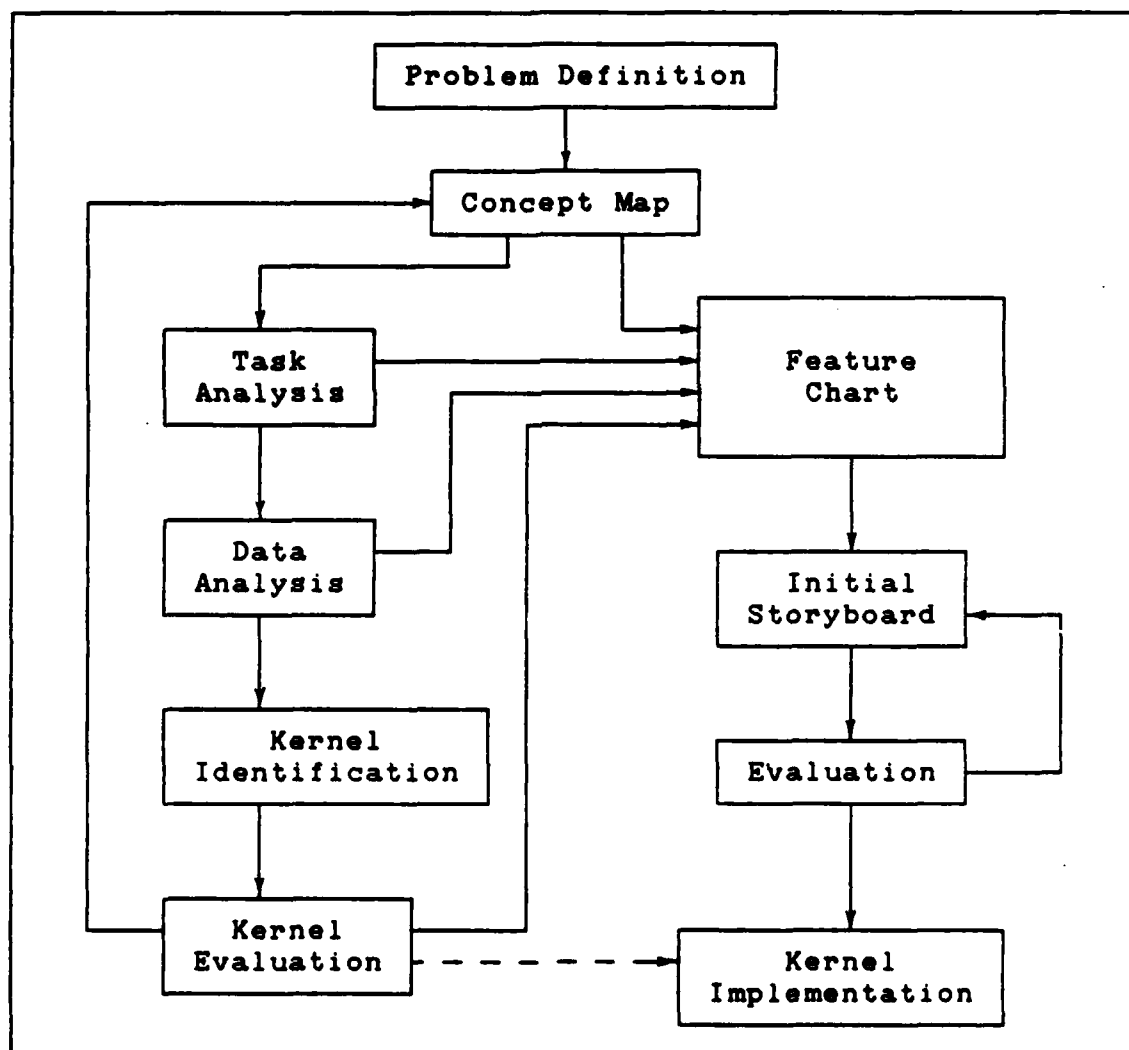 Problem Definition
Concept Map
Task
Analysis
Feature
Chart
Data
Analysis
Initial
Storyboard
Kernel
Identification
Evaluation
Kernel
Evaluation
Kernel
Implementation